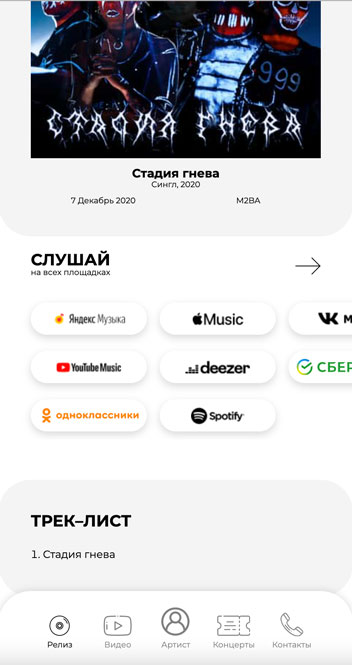 999
СТАДИЯ ГНЕВА
Стадия гнева
Сингл, 2020
7 Декабрь 2020 М2ВА
СЛУШАЙ
на всех площадках
Яндекс Музыка
Music
VK М
YouTube Music
deezer
СБЕР
одноклассники
Spotify
ТРЕК–ЛИСТ
1. Стадия гнева
Релиз Видео Артист Концерты Контакты